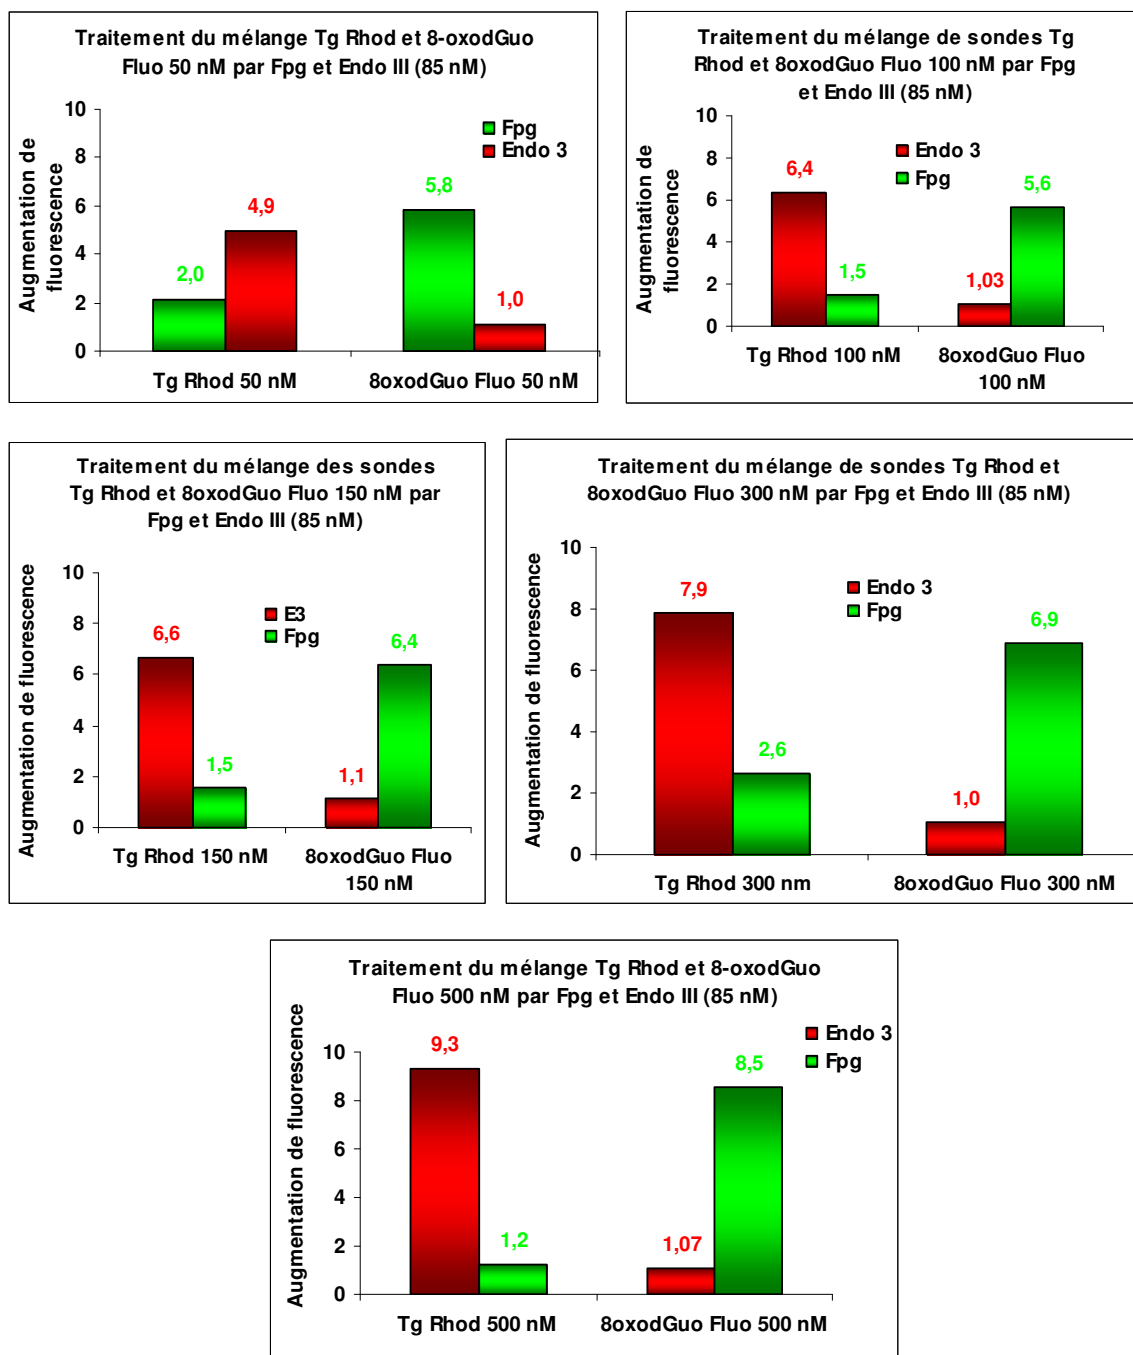 Traitement du mélange Tg Rhod et 8-oxodGuo
Fluo 50 nM par Fpg et Endo III (85 nM)
Augmentation de
fluorescence
10
8
6
4
2
0
Fpg
Endo 3
2,0
4,9
5,8
1,0
Tg Rhod 50 nM
8oxodGuo Fluo 50 nM
Traitement du mélange de sondes Tg
Rhod et 8oxodGuo Fluo 100 nM par Fpg
et Endo III (85 nM)
Augmentation de
fluorescence
10
8
6
4
2
0
Endo 3
Fpg
6,4
1,5
1,03
5,6
Tg Rhod 100 nM
8oxodGuo Fluo
100 nM
Traitement du mélange des sondes
Tg Rhod et 8oxodGuo Fluo 150 nM par
Fpg et Endo III (85 nM)
Augmentation de fluorescence
10
8
6
4
2
0
E3
Fpg
6,6
1,5
1,1
6,4
Tg Rhod 150 nM
8oxodGuo Fluo
150 nM
Traitement du mélange de sondes Tg Rhod et
8oxodGuo Fluo 300 nM par Fpg et Endo III (85 nM)
Augmentation de fluorescence
10
8
6
4
2
0
Endo 3
Fpg
7,9
2,6
1,0
6,9
Tg Rhod 300 nm
8oxodGuo Fluo 300 nM
Traitement du mélange Tg Rhod et 8-oxodGuo
Fluo 500 nM par Fpg et Endo III (85 nM)
Augmentation de fluorescence
10
8
6
4
2
0
Endo 3
Fpg
9,3
1,2
1,07
8,5
Tg Rhod 500 nM
8oxodGuo Fluo 500 nM